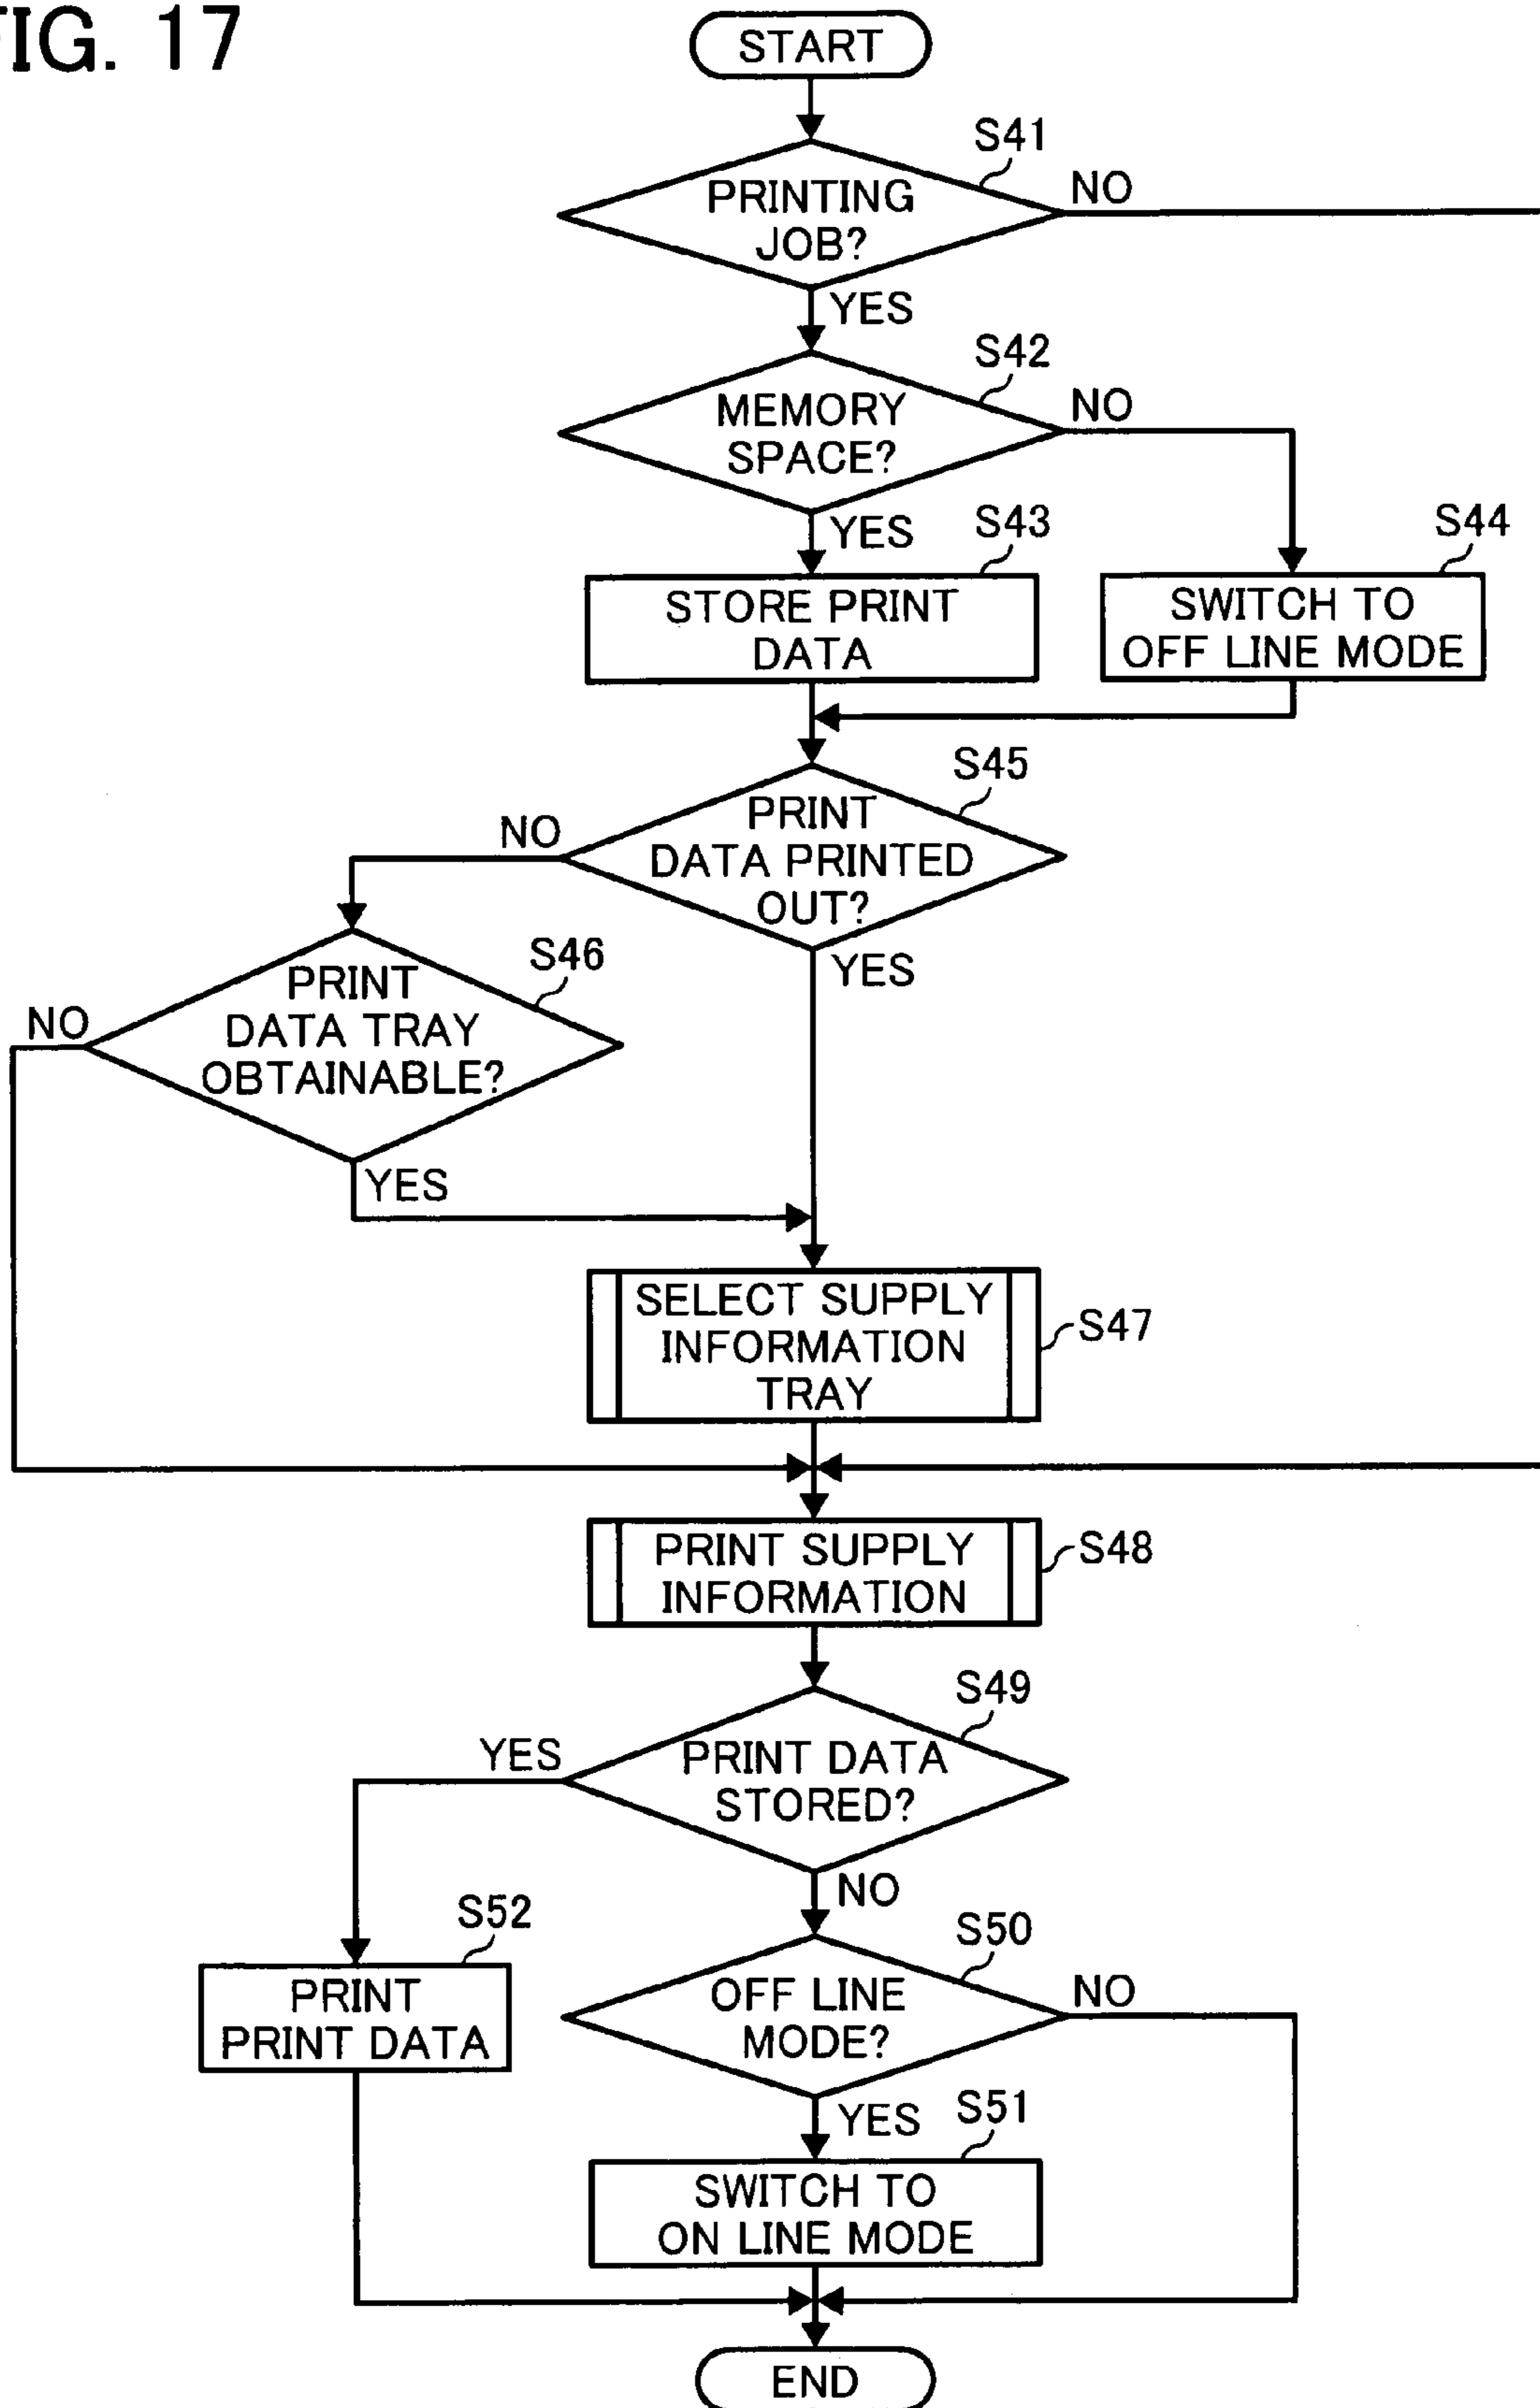 FIG. 17
START
S41
PRINTING
JOB?
NO
YES
S42
MEMORY
SPACE?
NO
YES
S43
STORE PRINT
DATA
S44
SWITCH TO
OFF LINE MODE
S45
PRINT
DATA PRINTED
OUT?
NO
YES
S46
PRINT
DATA TRAY
OBTAINABLE?
NO
YES
SELECT SUPPLY
INFORMATION
TRAY
S47
PRINT SUPPLY
INFORMATION
S48
S49
PRINT DATA
STORED?
YES
NO
S52
PRINT
PRINT DATA
S50
OFF LINE
MODE?
NO
YES
S51
SWITCH TO
ON LINE MODE
END